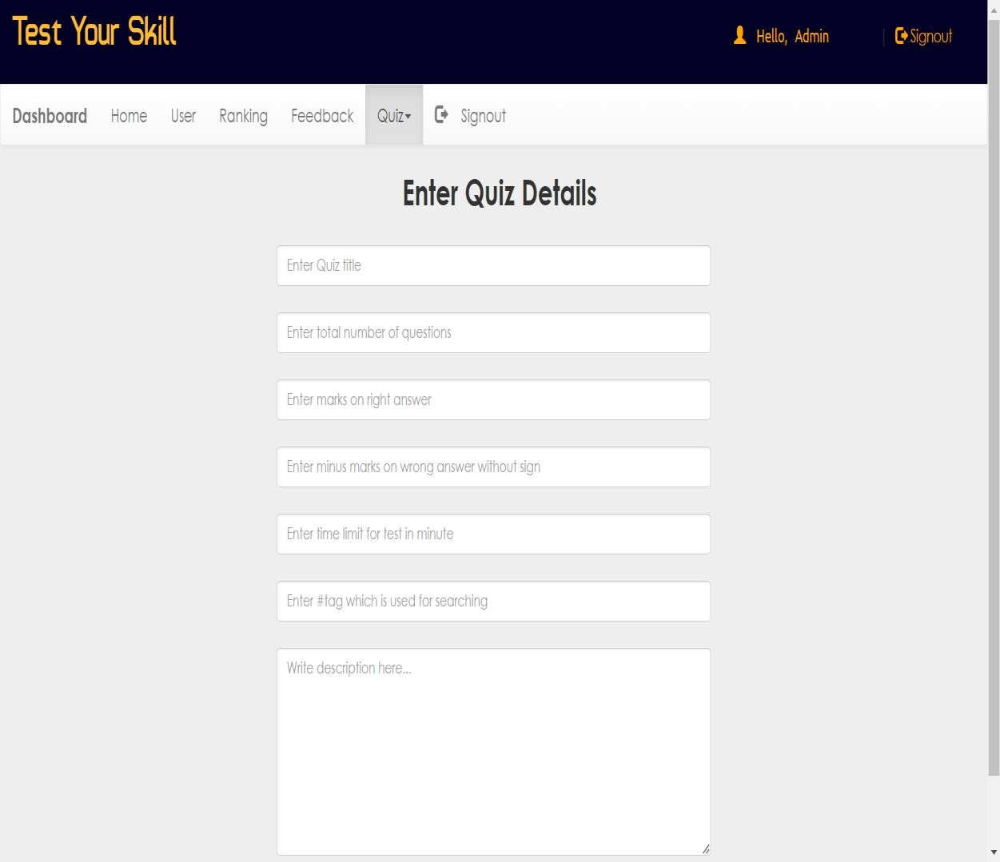 Test Your Skill
Hello, Admin | Signout
Dashboard Home User Ranking Feedback Quiz Signout
Enter Quiz Details
Enter Quiz title
Enter total number of questions
Enter marks on right answer
Enter minus marks on wrong answer without sign
Enter time limit for test in minute
Enter #tag which is used for searching
Write description here...